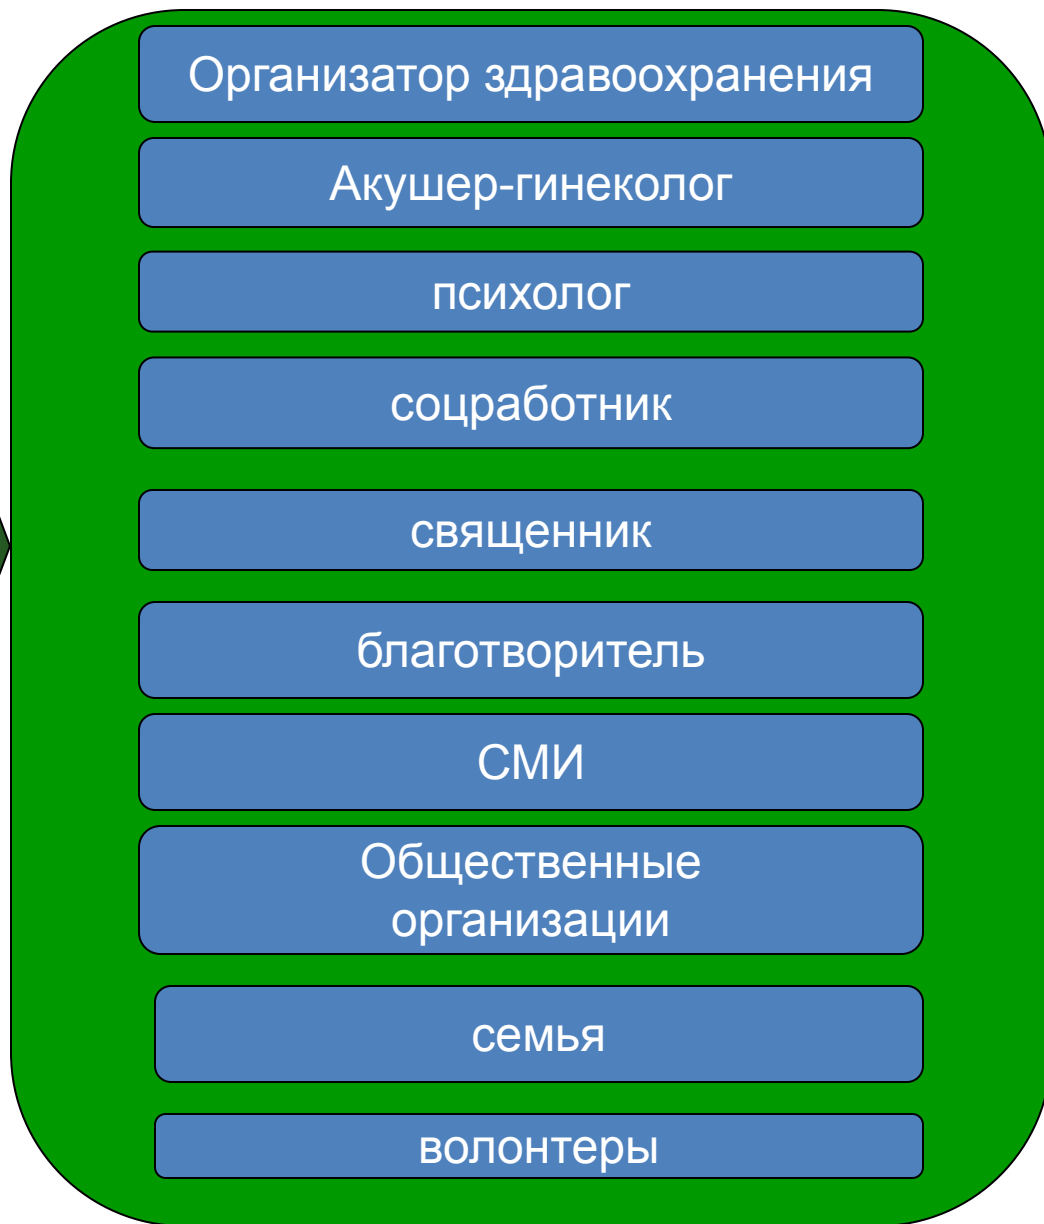 Организатор здравоохранения
Акушер-гинеколог
психолог
соцработник
священник
благотворитель
СМИ
Общественные
организации
семья
волонтеры